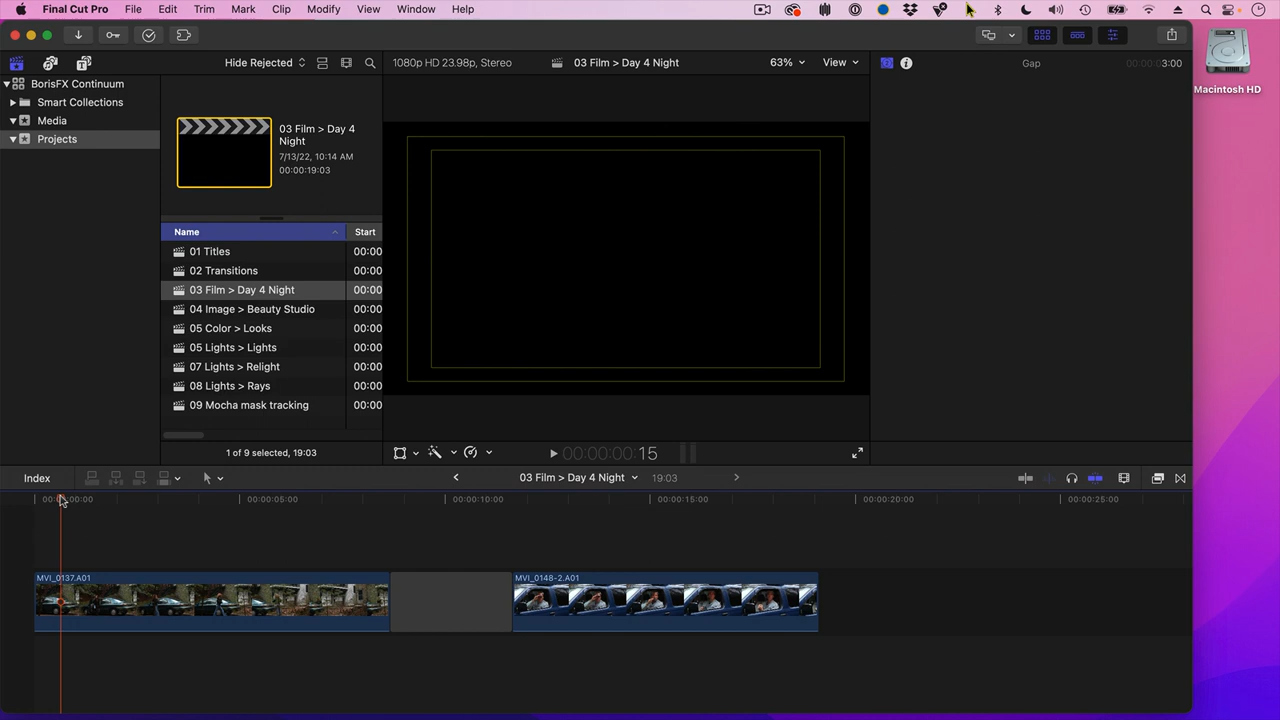 Final Cut Pro File Edit Trim Mark Clip Modify View Window Help
Hide Rejected
1080p HD 23.98p, Stereo
03 Film > Day 4 Night
63%
View
Gap
3:00
Macintosh HD
BorisFX Continuum
Smart Collections
Media
Projects
03 Film > Day 4
Night
7/13/22, 10:14 AM
00:00:19:03
Name Start
01 Titles 00:00
02 Transitions 00:00
03 Film > Day 4 Night 00:00
04 Image > Beauty Studio 00:00
05 Color > Looks 00:00
05 Lights > Lights 00:00
07 Lights > Relight 00:00
08 Lights > Rays 00:00
09 Mocha mask tracking 00:00
1 of 9 selected, 19:03
00:00:00:15
Index
03 Film > Day 4 Night
19:03
00:00:05:00
00:00:10:00
00:00:15:00
00:00:20:00
00:00:25:00
MVI_0137.A01
MVI_0148-2.A01